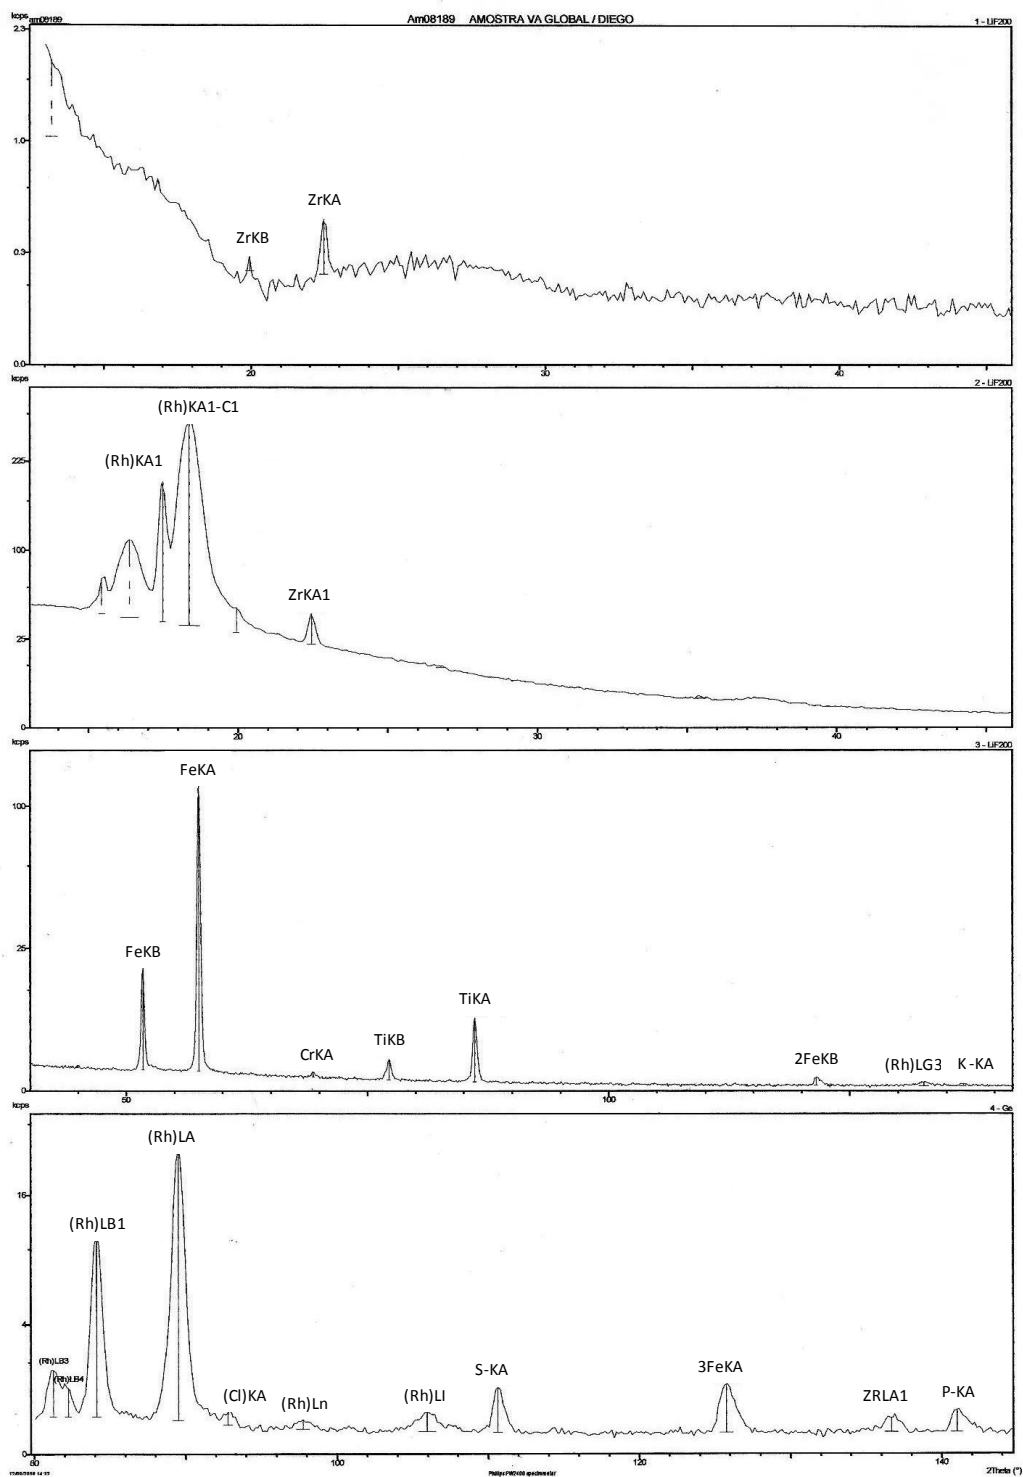 kcps am08189 Am08189 AMOSTRA VA GLOBAL / DIEGO 1 - LiF200
2.3
ZrKA
1.0
ZrKB
0.3
0.0
20 30 40
kcps 2 - LiF200
(Rh)KA1-C1
(Rh)KA1
225
100
ZrKA1
25
0
20 30 40
kcps 3 - LiF200
FeKA
100
FeKB
25
TiKA
TiKB
CrKA
2FeKB
(Rh)LG3
K -KA
0
50 100
kcps 4 - Ge
(Rh)LA
16
(Rh)LB1
4
(Rh)LB3
(Rh)LB4
(Cl)KA
(Rh)Ln
(Rh)LI
S-KA
3FeKA
ZRLA1
P-KA
0
80 100 120 140
Philips PW2400 spectrometer 2Theta (°)